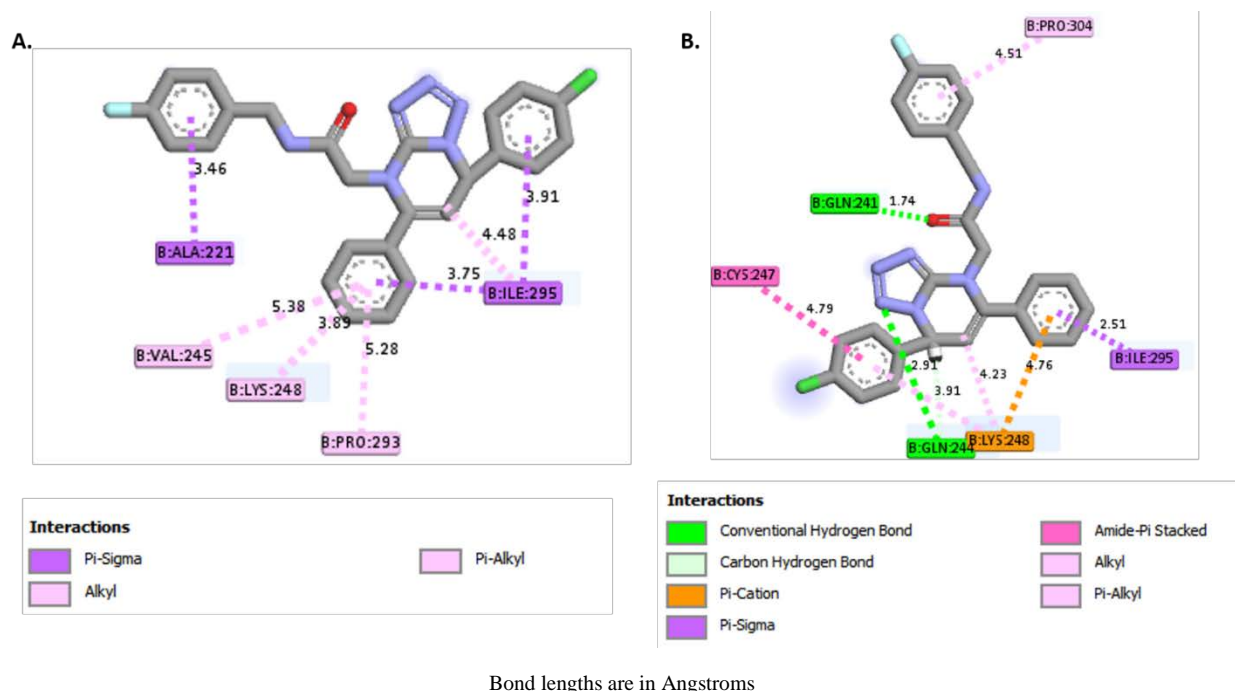 A.
3.46
B:ALA:221
3.91
4.48
3.75
B:ILE:295
5.38
3.89
5.28
B:VAL:245
B:LYS:248
B:PRO:293
Interactions
Pi-Sigma
Alkyl
Pi-Alkyl
B.
B:PRO:304
4.51
B:GLN:241
1.74
B:CYS:247
4.79
2.51
B:ILE:295
2.91
3.91
4.23
4.76
B:GLN:244
B:LYS:248
Interactions
Conventional Hydrogen Bond
Carbon Hydrogen Bond
Pi-Cation
Pi-Sigma
Amide-Pi Stacked
Alkyl
Pi-Alkyl
Bond lengths are in Angstroms